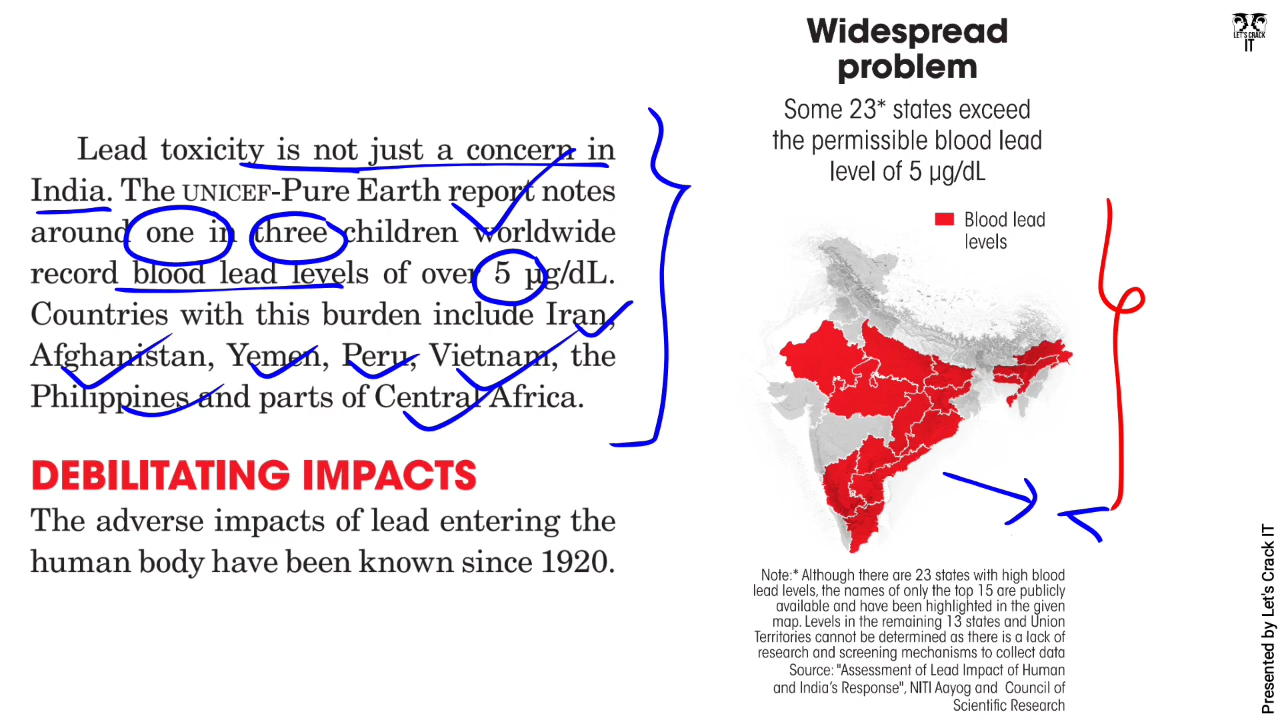 Lead toxicity is not just a concern in
India. The UNICEF-Pure Earth report notes
around one in three children worldwide
record blood lead levels of over 5 µg/dL.
Countries with this burden include Iran,
Afghanistan, Yemen, Peru, Vietnam, the
Philippines and parts of Central Africa.
DEBILITATING IMPACTS
The adverse impacts of lead entering the
human body have been known since 1920.
Widespread
problem
Some 23* states exceed
the permissible blood lead
level of 5 µg/dL
Blood lead
levels
Note:* Although there are 23 states with high blood
lead levels, the names of only the top 15 are publicly
available and have been highlighted in the given
map. Levels in the remaining 13 states and Union
Territories cannot be determined as there is a lack of
research and screening mechanisms to collect data
Source: "Assessment of Lead Impact of Human
and India's Response", NITI Aayog and Council of
Scientific Research
LET'S CRACK
IT
Presented by Let's Crack IT